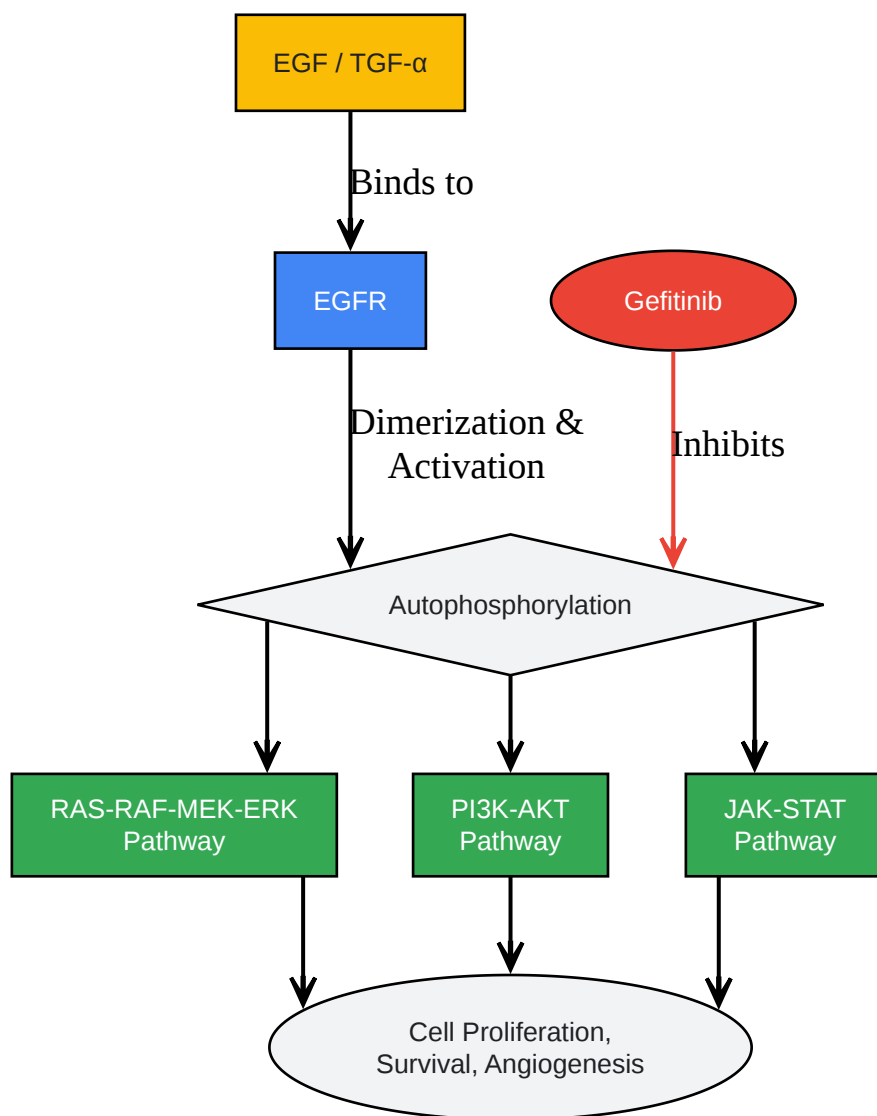 EGF / TGF-α
Binds to
EGFR
Gefitinib
Dimerization &
Activation
Inhibits
Autophosphorylation
RAS-RAF-MEK-ERK
Pathway
PI3K-AKT
Pathway
JAK-STAT
Pathway
Cell Proliferation,
Survival, Angiogenesis